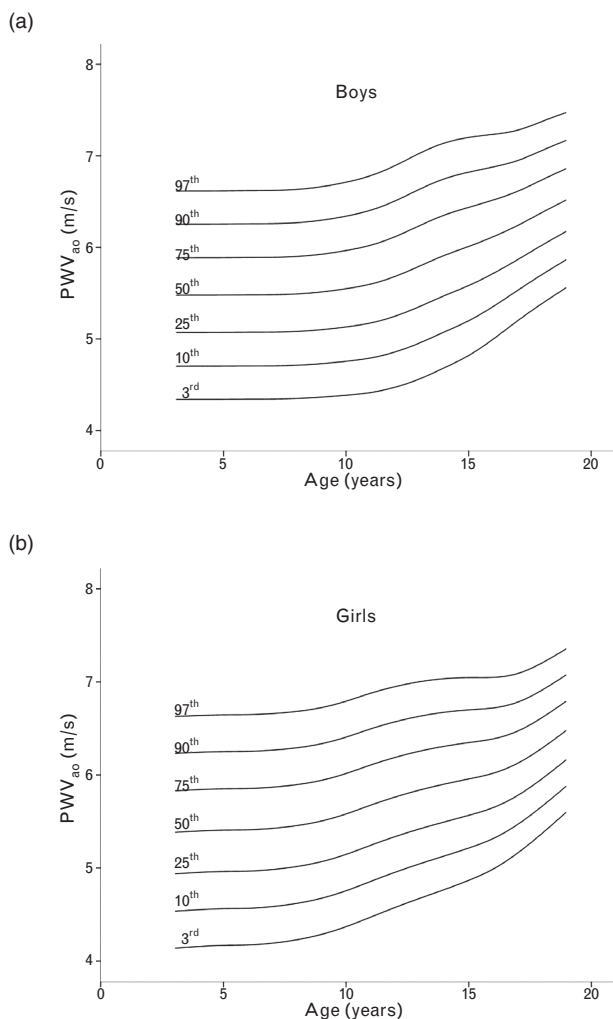 (a)
Boys
8
7
6
5
4
PWVao (m/s)
97th
90th
75th
50th
25th
10th
3rd
0 5 10 15 20
Age (years)
(b)
Girls
8
7
6
5
4
PWVao (m/s)
97th
90th
75th
50th
25th
10th
3rd
0 5 10 15 20
Age (years)